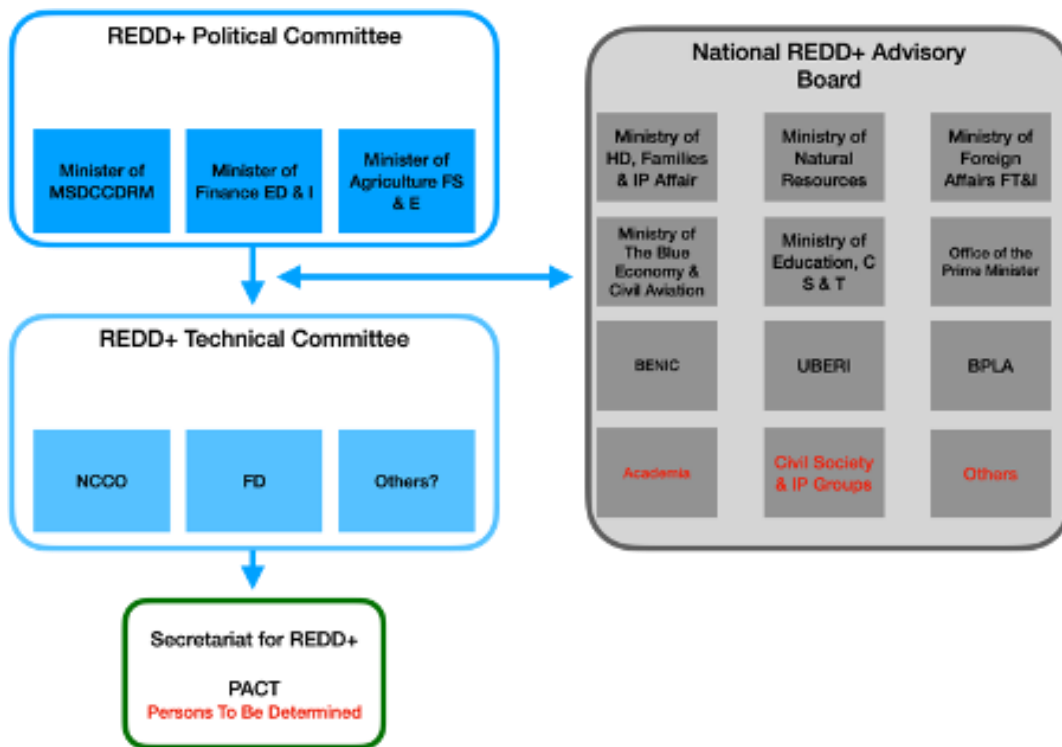 REDD+ Political Committee
Minister of
MSDCCDRM
Minister of
Finance ED & I
Minister of
Agriculture FS
& E
REDD+ Technical Committee
NCCO
FD
Others?
Secretariat for REDD+
PACT
Persons To Be Determined
National REDD+ Advisory
Board
Ministry of
HD, Families
& IP Affair
Ministry of
Natural
Resources
Ministry of
Foreign
Affairs FT&I
Ministry of
The Blue
Economy &
Civil Aviation
Ministry of
Education, C
S & T
Office of the
Prime Minister
BENIC
UBERI
BPLA
Academia
Civil Society
& IP Groups
Others